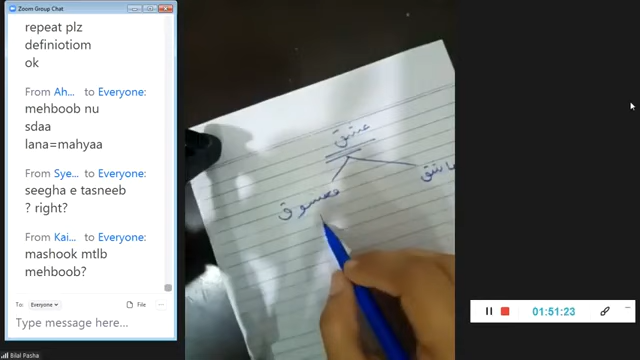 Zoom Group Chat
repeat plz
definiotiom
ok
From Ah... to Everyone:
mehboob nu
sdaa
lana=mahyaa
From Sye... to Everyone:
seegha e tasneeb
? right?
From Kai... to Everyone:
mashook mtlb
mehboob?
To: Everyone
File
Type message here...
Bilal Pasha
عشق
عاشق
معشوق
01:51:23